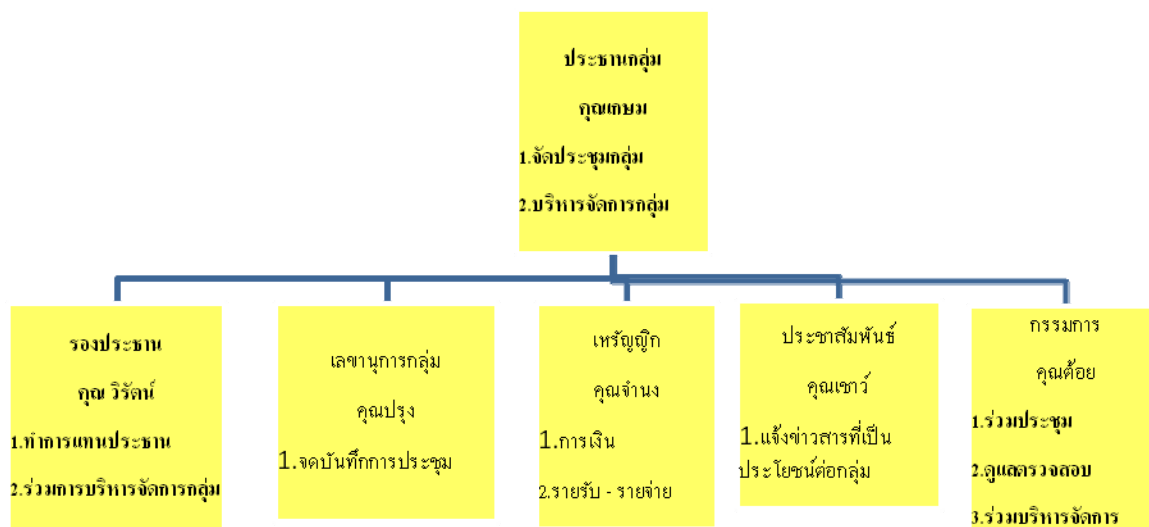 ประธานกลุ่ม
คุณเกษม
1.จัดประชุมกลุ่ม
2.บริหารจัดการกลุ่ม
รองประธาน
คุณ วิรัตน์
1.ทำการแทนประธาน
2.ร่วมการบริหารจัดการกลุ่ม
เลขานุการกลุ่ม
คุณปรุง
1.จดบันทึกการประชุม
เหรัญญิก
คุณจำนง
1.การเงิน
2.รายรับ - รายจ่าย
ประชาสัมพันธ์
คุณเชาว์
1.แจ้งข่าวสารที่เป็น
ประโยชน์ต่อกลุ่ม
กรรมการ
คุณต้อย
1.ร่วมประชุม
2.ดูแลตรวจสอบ
3.ร่วมบริหารจัดการ